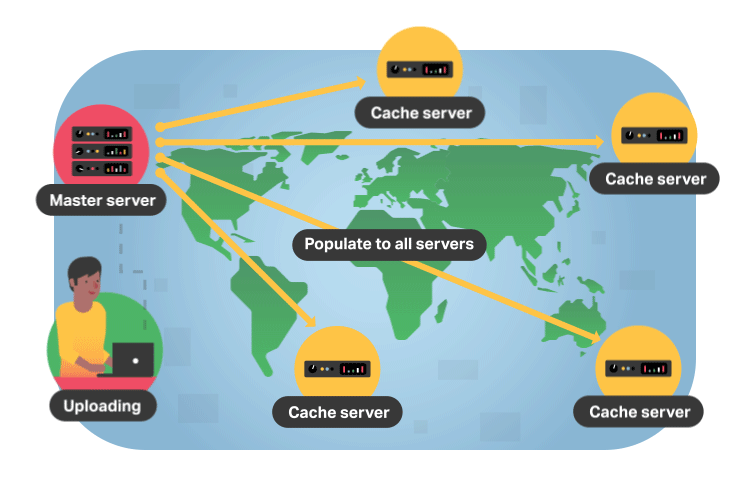 Cache server
Cache server
Master server
Populate to all servers
Uploading
Cache server
Cache server